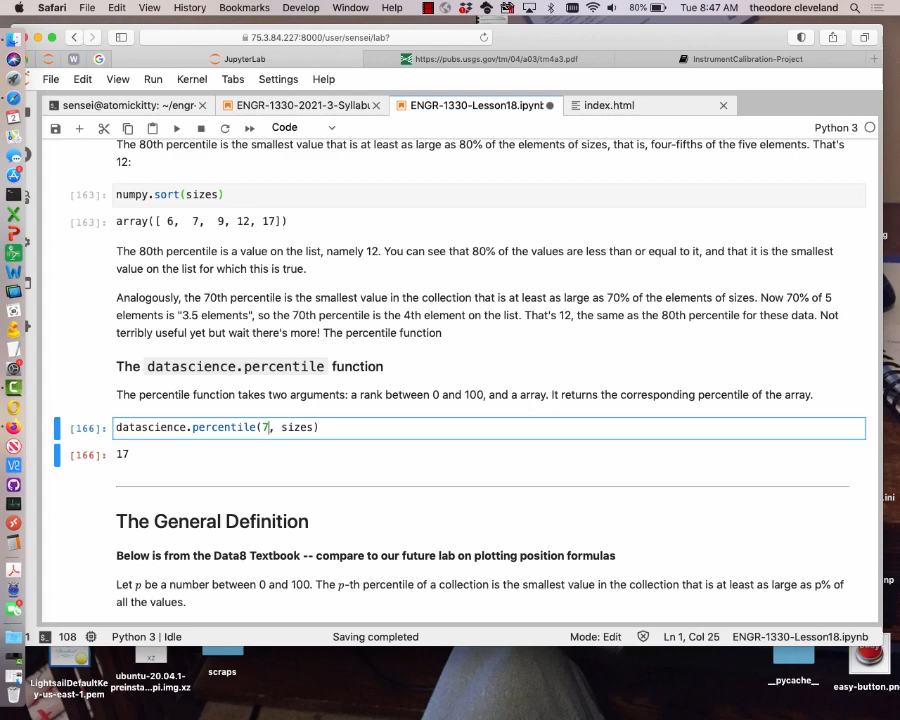 Safari File Edit View History Bookmarks Develop Window Help 80% Tue 8:47 AM theodore cleveland
75.3.84.227:8000/user/sensei/lab?
JupyterLab https://pubs.usgs.gov/tm/04/a03/tm4a3.pdf InstrumentCalibration-Project
File Edit View Run Kernel Tabs Settings Help
sensei@atomickitty: ~/engr- ENGR-1330-2021-3-Syllabu ENGR-1330-Lesson18.ipynb index.html
Code Python 3
The 80th percentile is the smallest value that is at least as large as 80% of the elements of sizes, that is, four-fifths of the five elements. That's
12:
[163]: numpy.sort(sizes)
[163]: array([ 6, 7, 9, 12, 17])
The 80th percentile is a value on the list, namely 12. You can see that 80% of the values are less than or equal to it, and that it is the smallest
value on the list for which this is true.
Analogously, the 70th percentile is the smallest value in the collection that is at least as large as 70% of the elements of sizes. Now 70% of 5
elements is "3.5 elements", so the 70th percentile is the 4th element on the list. That's 12, the same as the 80th percentile for these data. Not
terribly useful yet but wait there's more! The percentile function
The datascience.percentile function
The percentile function takes two arguments: a rank between 0 and 100, and a array. It returns the corresponding percentile of the array.
[166]: datascience.percentile(7, sizes)
[166]: 17
The General Definition
Below is from the Data8 Textbook -- compare to our future lab on plotting position formulas
Let p be a number between 0 and 100. The p-th percentile of a collection is the smallest value in the collection that is at least as large as p% of
all the values.
1 108 Python 3 | Idle Saving completed Mode: Edit Ln 1, Col 25 ENGR-1330-Lesson18.ipynb
LightsailDefaultKe
y-us-east-1.pem
ubuntu-20.04.1-
preinsta...pi.img.xz
scraps
__pycache__
easy-button.pn